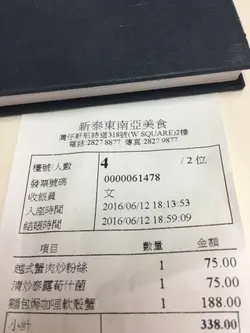 新泰東南亞美食
灣仔軒尼詩道318號(W SQUARE)2樓
電話:2827 8877 傳真:2827 9877
檯號/人數 4 / 2 位
發票號碼 0000061478
收銀員 文
入座時間 2016/06/12 18:13:53
結賬時間 2016/06/12 18:59:09
項目 數量 金額
越式蟹肉炒粉絲 1 75.00
清炒泰露荀什菌 1 75.00
麵包焗咖哩軟殼蟹 1 188.00
小計 338.00